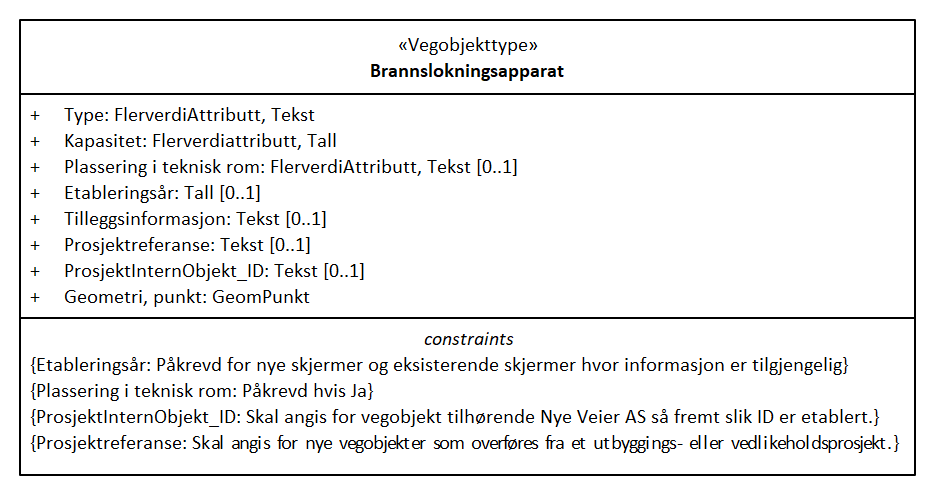 «Vegobjekttype»
Brannslokningsapparat
+ Type: FlerverdiAttributt, Tekst
+ Kapasitet: Flerverdiattributt, Tall
+ Plassering i teknisk rom: FlerverdiAttributt, Tekst [0..1]
+ Etableringsår: Tall [0..1]
+ Tilleggsinformasjon: Tekst [0..1]
+ Prosjektreferanse: Tekst [0..1]
+ ProsjektInternObjekt_ID: Tekst [0..1]
+ Geometri, punkt: GeomPunkt
constraints
{Etableringsår: Påkrevd for nye skjermer og eksisterende skjermer hvor informasjon er tilgjengelig}
{Plassering i teknisk rom: Påkrevd hvis Ja}
{ProsjektInternObjekt_ID: Skal angis for vegobjekt tilhørende Nye Veier AS så fremt slik ID er etablert.}
{Prosjektreferanse: Skal angis for nye vegobjekter som overføres fra et utbyggings- eller vedlikeholdsprosjekt.}